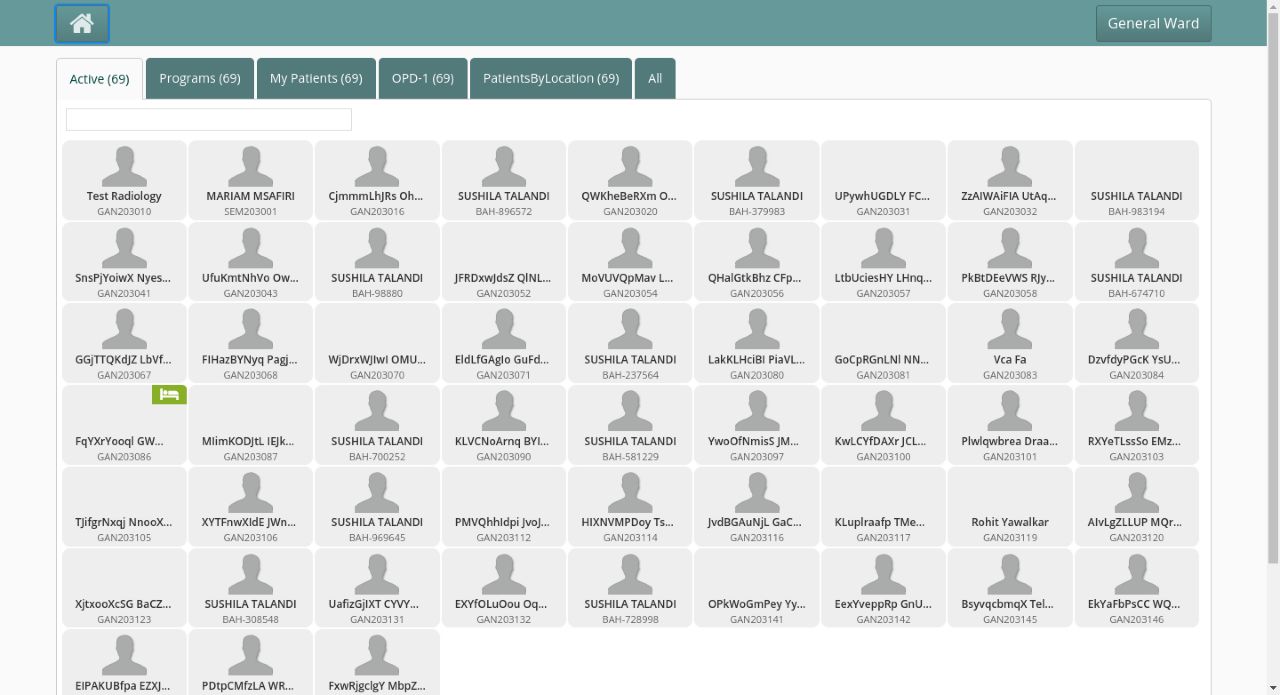 General Ward
Active (69)
Programs (69)
My Patients (69)
OPD-1 (69)
PatientsByLocation (69)
All
Test Radiology
GAN203010
MARIAM MSAFIRI
SEM203001
CjmmmLhJRs Oh...
GAN203016
SUSHILA TALANDI
BAH-896572
QWKheBeRXm O...
GAN203020
SUSHILA TALANDI
BAH-379983
UPywhUGDLY FC...
GAN203031
ZzAIWAiFIA UtAq...
GAN203032
SUSHILA TALANDI
BAH-983194
SnsPjYoiwX Nyes...
GAN203041
UfuKmtNhVo Ow...
GAN203043
SUSHILA TALANDI
BAH-98880
JFRDxwJdsZ QlNL...
GAN203052
MoVUVQpMav L...
GAN203054
QHalGtkBhz CFp...
GAN203056
LtbUciesHY LHnq...
GAN203057
PkBtDEeVWS RJy...
GAN203058
SUSHILA TALANDI
BAH-674710
GGjTTQKdJZ LbVf...
GAN203067
FIHazBYNyq Pagj...
GAN203068
WjDrxWJIwI OMU...
GAN203070
EldLfGAgIo GuFd...
GAN203071
SUSHILA TALANDI
BAH-237564
LakKLHciBI PiaVL...
GAN203080
GoCpRGnLNl NN...
GAN203081
Vca Fa
GAN203083
DzvfdyPGcK YsU...
GAN203084
FqYXrYooql GW...
GAN203086
MIimKODJtL IEJk...
GAN203087
SUSHILA TALANDI
BAH-700252
KLVCNoArnq BYI...
GAN203090
SUSHILA TALANDI
BAH-581229
YwoOfNmisS JM...
GAN203097
KwLCYfDAXr JCL...
GAN203100
Plwlqwbrea Draa...
GAN203101
RXYeTLssSo EMz...
GAN203103
TJifgrNxqj NnooX...
GAN203105
XYTFnwXIdE JWn...
GAN203106
SUSHILA TALANDI
BAH-969645
PMVQhhIdpi JvoJ...
GAN203112
HIXNVMPDoy Ts...
GAN203114
JvdBGAuNjL GaC...
GAN203116
KLuplraafp TMe...
GAN203117
Rohit Yawalkar
GAN203119
AIvLgZLLUP MQr...
GAN203120
XjtxooXcSG BaCZ...
GAN203123
SUSHILA TALANDI
BAH-308548
UafizGjIXT CYVY...
GAN203131
EXYfOLuOou Oq...
GAN203132
SUSHILA TALANDI
BAH-728998
OPkWoGmPey Yy...
GAN203141
EexYveppRp GnU...
GAN203142
BsyvqcbmqX Tel...
GAN203145
EkYaFbPsCC WQ...
GAN203146
EIPAKUBfpa EZXJ...
PDtpCMfzLA WR...
FxwRjgclgY MbpZ...